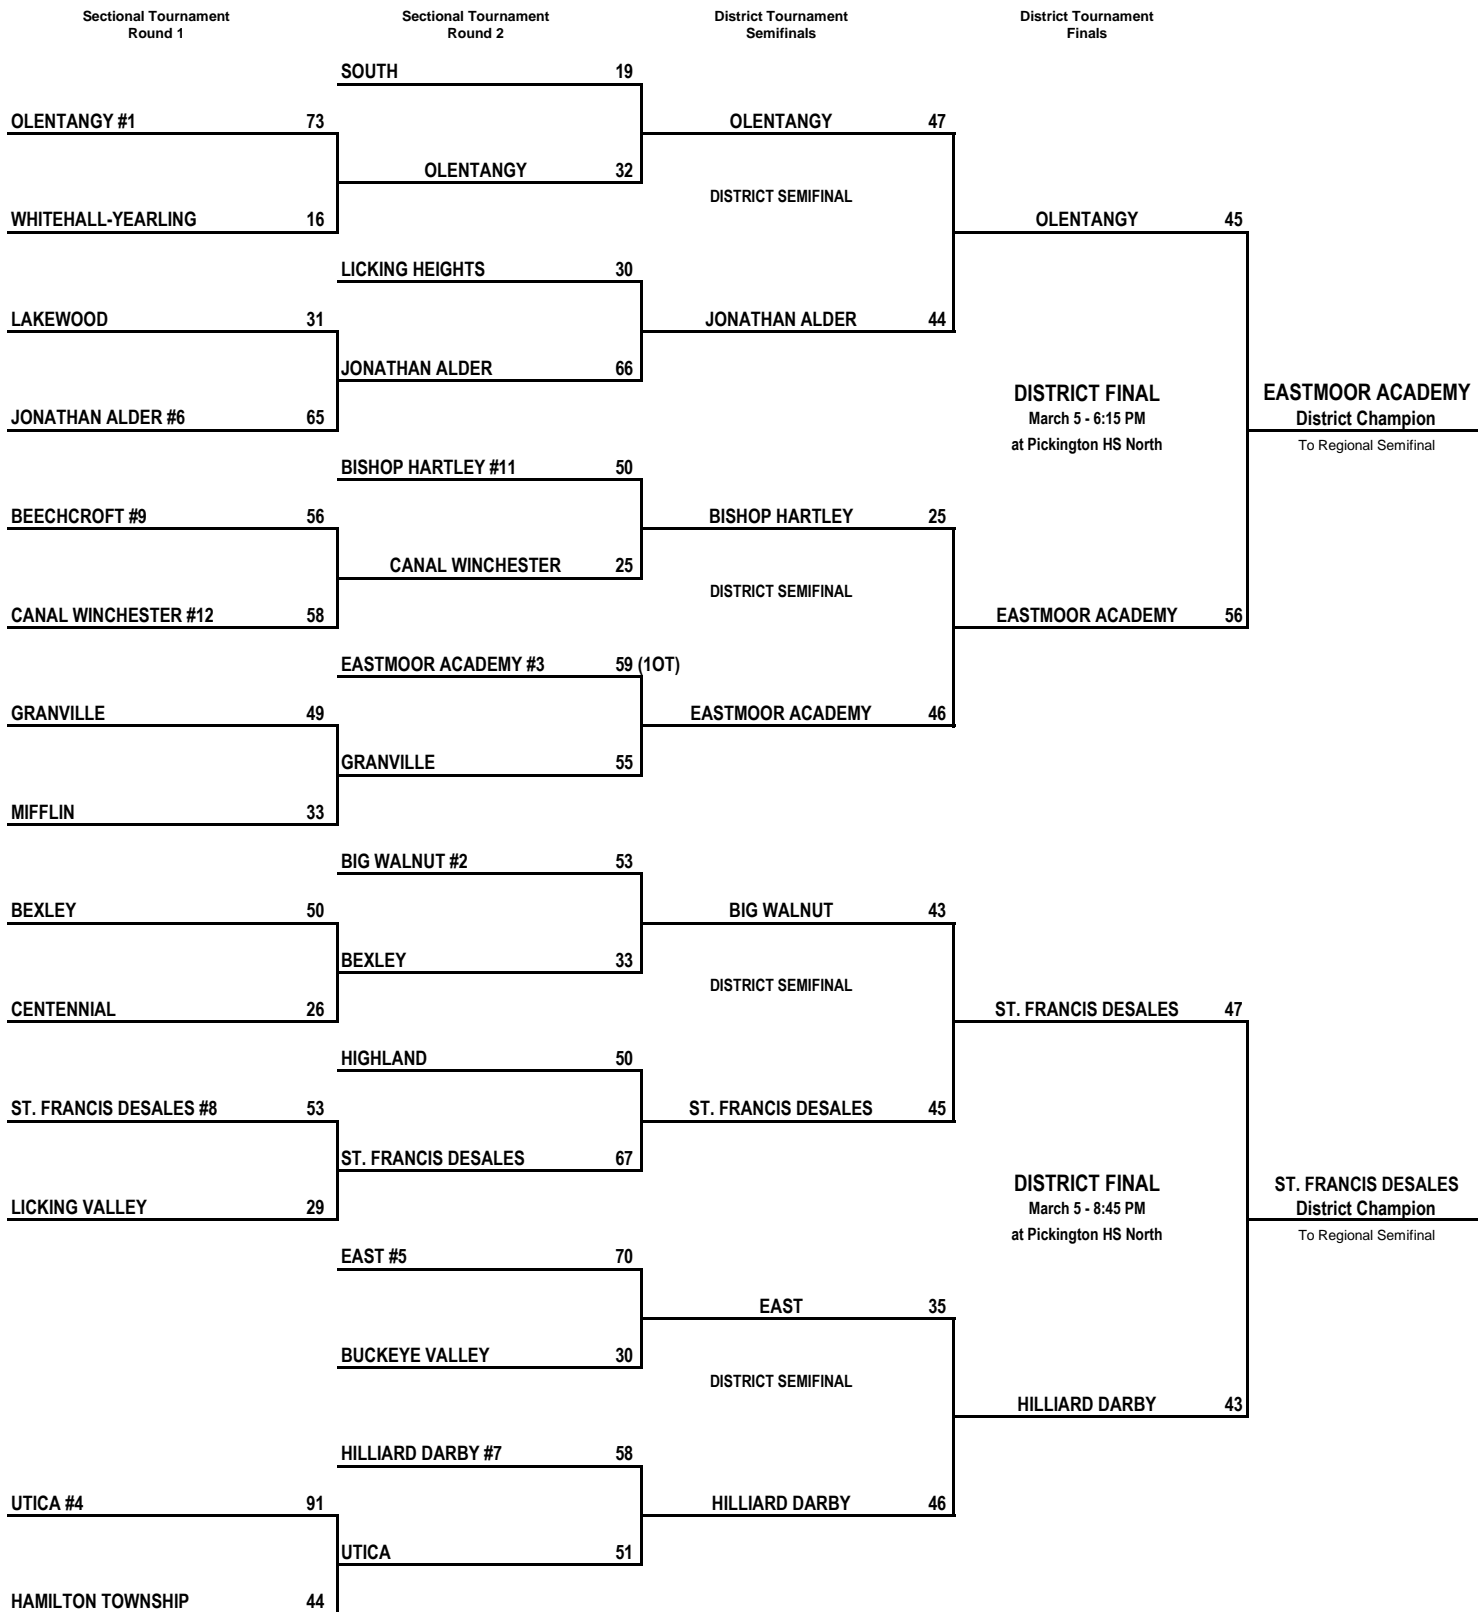 Sectional Tournament
Round 1
Sectional Tournament
Round 2
District Tournament
Semifinals
District Tournament
Finals
SOUTH 19
OLENTANGY #1 73
OLENTANGY 47
OLENTANGY 32
DISTRICT SEMIFINAL
WHITEHALL-YEARLING 16
OLENTANGY 45
LICKING HEIGHTS 30
LAKEWOOD 31
JONATHAN ALDER 44
JONATHAN ALDER 66
DISTRICT FINAL
EASTMOOR ACADEMY
JONATHAN ALDER #6 65
March 5 - 6:15 PM
District Champion
at Pickington HS North
To Regional Semifinal
BISHOP HARTLEY #11 50
BEECHCROFT #9 56
BISHOP HARTLEY 25
CANAL WINCHESTER 25
DISTRICT SEMIFINAL
CANAL WINCHESTER #12 58
EASTMOOR ACADEMY 56
EASTMOOR ACADEMY #3 59 (1OT)
GRANVILLE 49
EASTMOOR ACADEMY 46
GRANVILLE 55
MIFFLIN 33
BIG WALNUT #2 53
BEXLEY 50
BIG WALNUT 43
BEXLEY 33
DISTRICT SEMIFINAL
CENTENNIAL 26
ST. FRANCIS DESALES 47
HIGHLAND 50
ST. FRANCIS DESALES #8 53
ST. FRANCIS DESALES 45
ST. FRANCIS DESALES 67
DISTRICT FINAL
ST. FRANCIS DESALES
LICKING VALLEY 29
March 5 - 8:45 PM
District Champion
at Pickington HS North
To Regional Semifinal
EAST #5 70
EAST 35
BUCKEYE VALLEY 30
DISTRICT SEMIFINAL
HILLIARD DARBY 43
HILLIARD DARBY #7 58
UTICA #4 91
HILLIARD DARBY 46
UTICA 51
HAMILTON TOWNSHIP 44